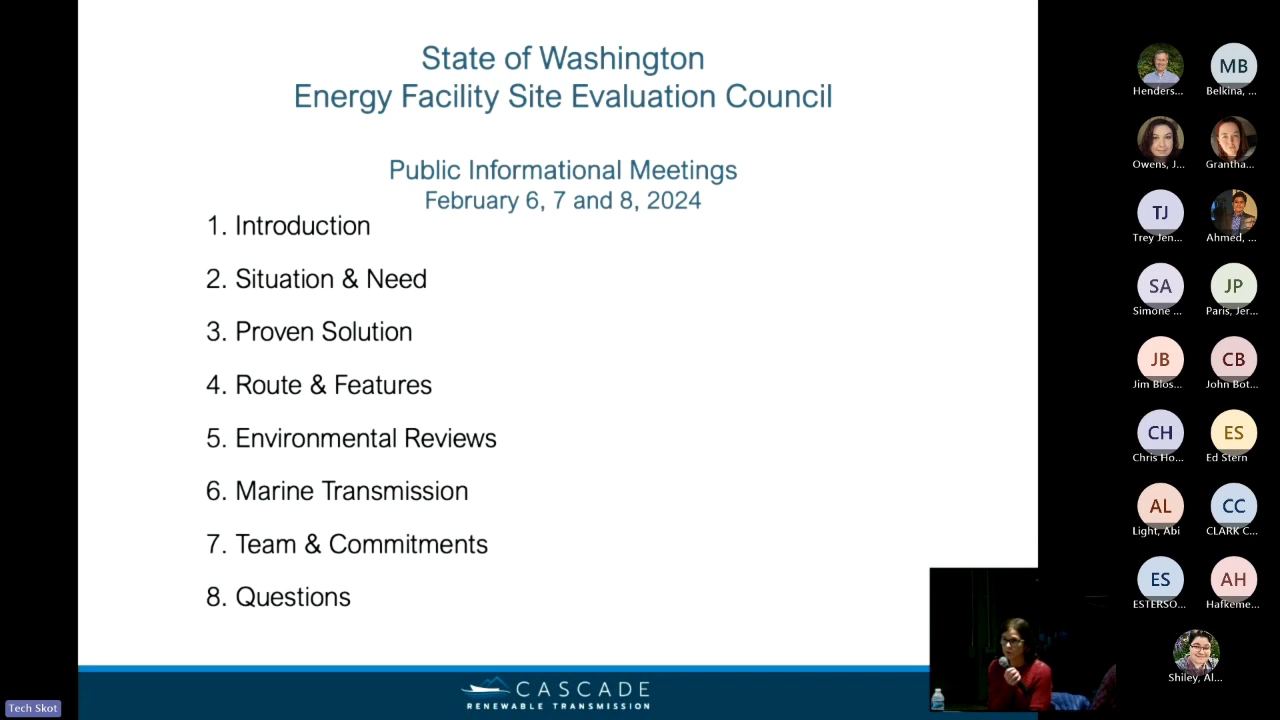 State of Washington
Energy Facility Site Evaluation Council
Public Informational Meetings
February 6, 7 and 8, 2024
1. Introduction
2. Situation & Need
3. Proven Solution
4. Route & Features
5. Environmental Reviews
6. Marine Transmission
7. Team & Commitments
8. Questions
CASCADE
RENEWABLE TRANSMISSION
Tech Skot
Henders...
MB
Belkina, ...
Owens, J...
Grantha...
TJ
Trey Jen...
Ahmed, ...
SA
Simone ...
JP
Paris, Jer...
JB
Jim Blos...
CB
John Bot...
CH
Chris Ho...
ES
Ed Stern
AL
Light, Abi
CC
CLARK C...
ES
ESTERSO...
AH
Hafkeme...
Shiley, Al...